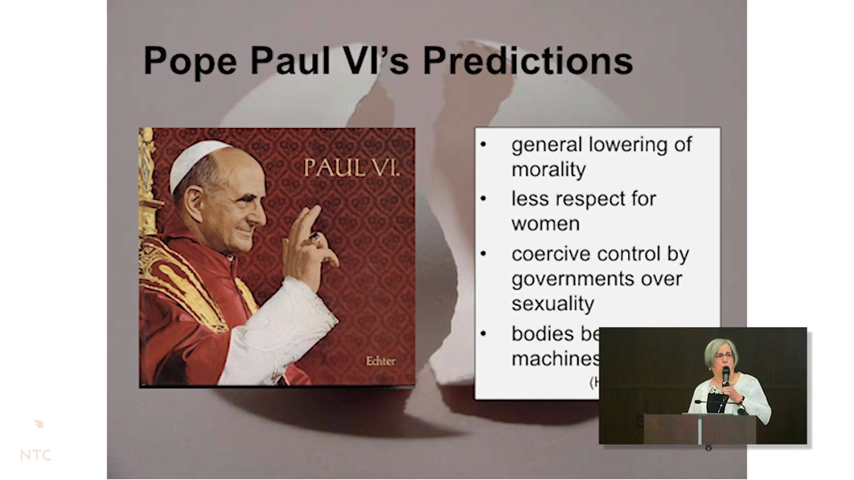 Pope Paul VI's Predictions
PAUL VI.
Echter
• general lowering of
morality
• less respect for
women
• coercive control by
governments over
sexuality
• bodies
machines
NTC
8